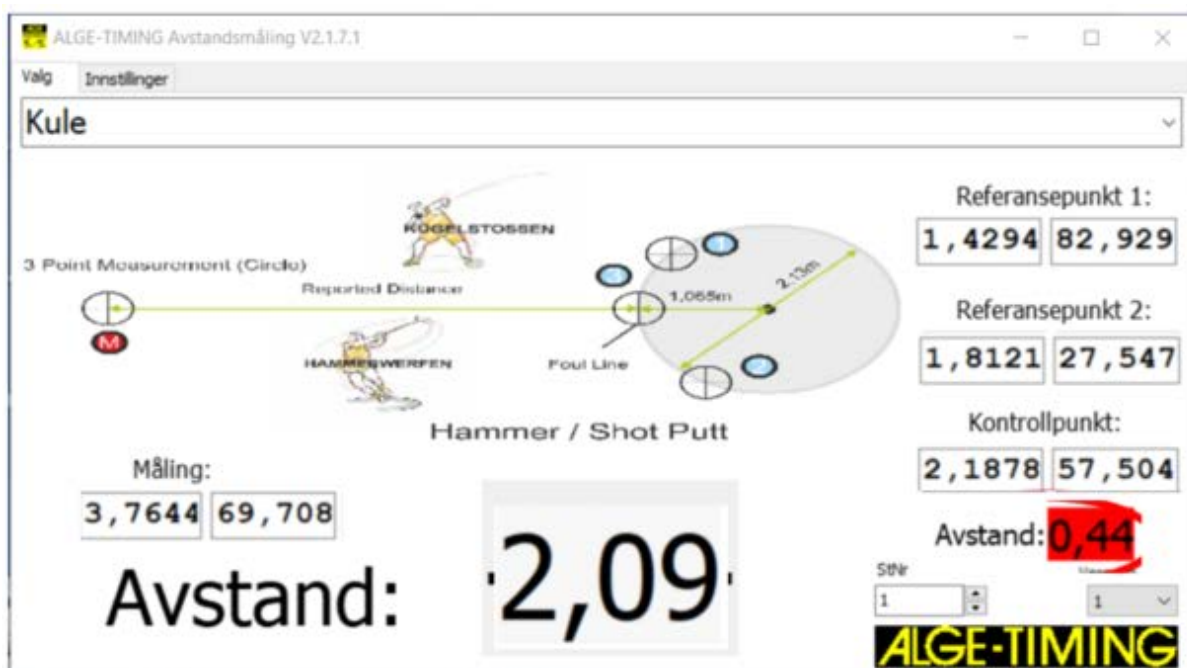 ALGE-TIMING Avstandsmåling V2.1.7.1
Valg Innstillinger
Kule
KUGELSTOSSEN
3 Point Measurement (Circle)
Reported Distance
M
HAMMERWERFEN
1
3
2,13m
1,065m
Foul Line
2
Hammer / Shot Putt
Referansepunkt 1:
1,4294 82,929
Referansepunkt 2:
1,8121 27,547
Kontrollpunkt:
2,1878 57,504
Avstand: 0,44
Måling:
3,7644 69,708
Avstand: 2,09
StNr
1 1
ALGE-TIMING